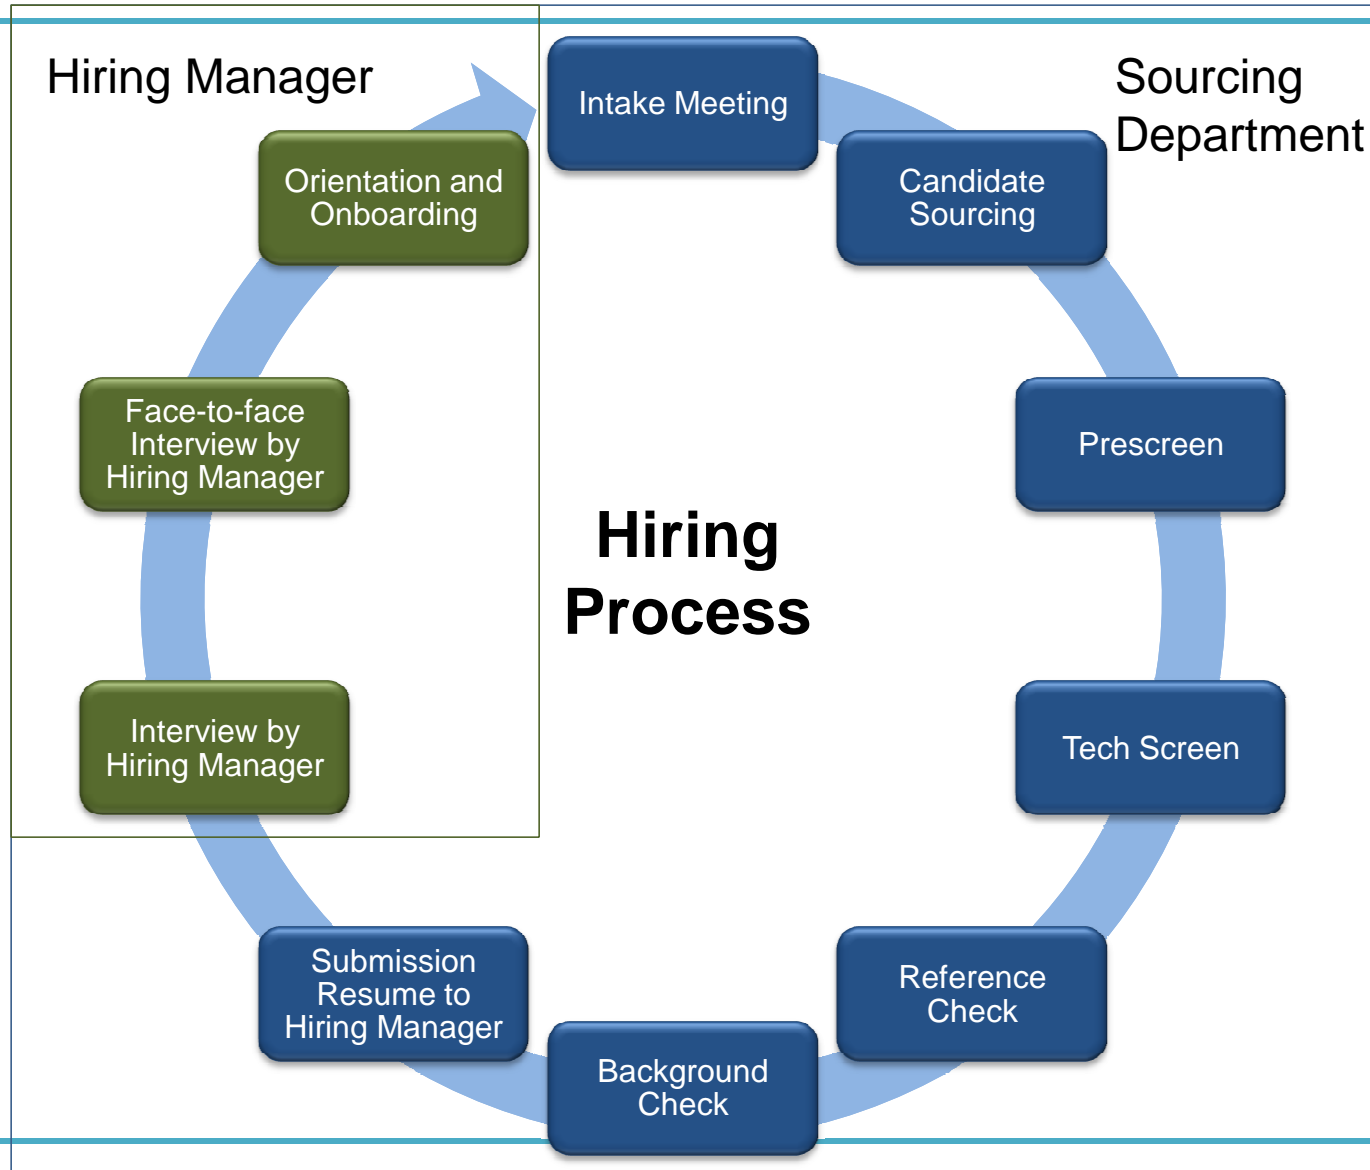 Hiring Manager
Sourcing
Department
Intake Meeting
Candidate
Sourcing
Prescreen
Tech Screen
Reference
Check
Background
Check
Submission
Resume to
Hiring Manager
Interview by
Hiring Manager
Face-to-face
Interview by
Hiring Manager
Orientation and
Onboarding
Hiring
Process